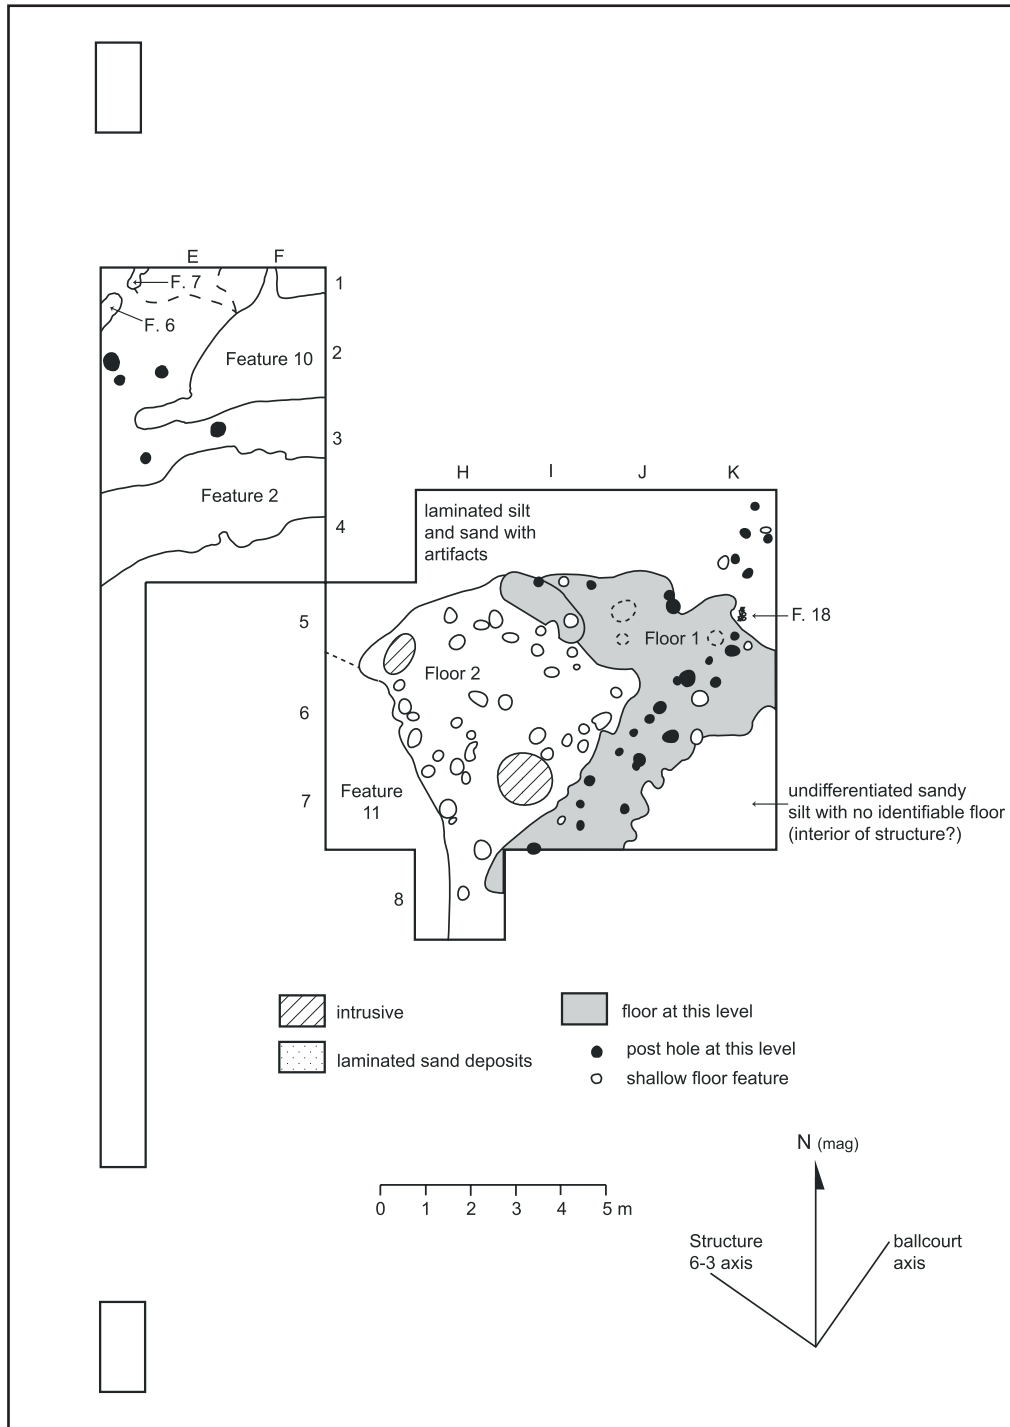 E F
F. 7
1
F. 6
Feature 10
2
3
Feature 2
4
H I J K
laminated silt
and sand with
artifacts
5
F. 18
Floor 1
Floor 2
6
Feature
11
7
undifferentiated sandy
silt with no identifiable floor
(interior of structure?)
8
intrusive
laminated sand deposits
floor at this level
post hole at this level
shallow floor feature
0 1 2 3 4 5 m
N (mag)
Structure
6-3 axis
ballcourt
axis